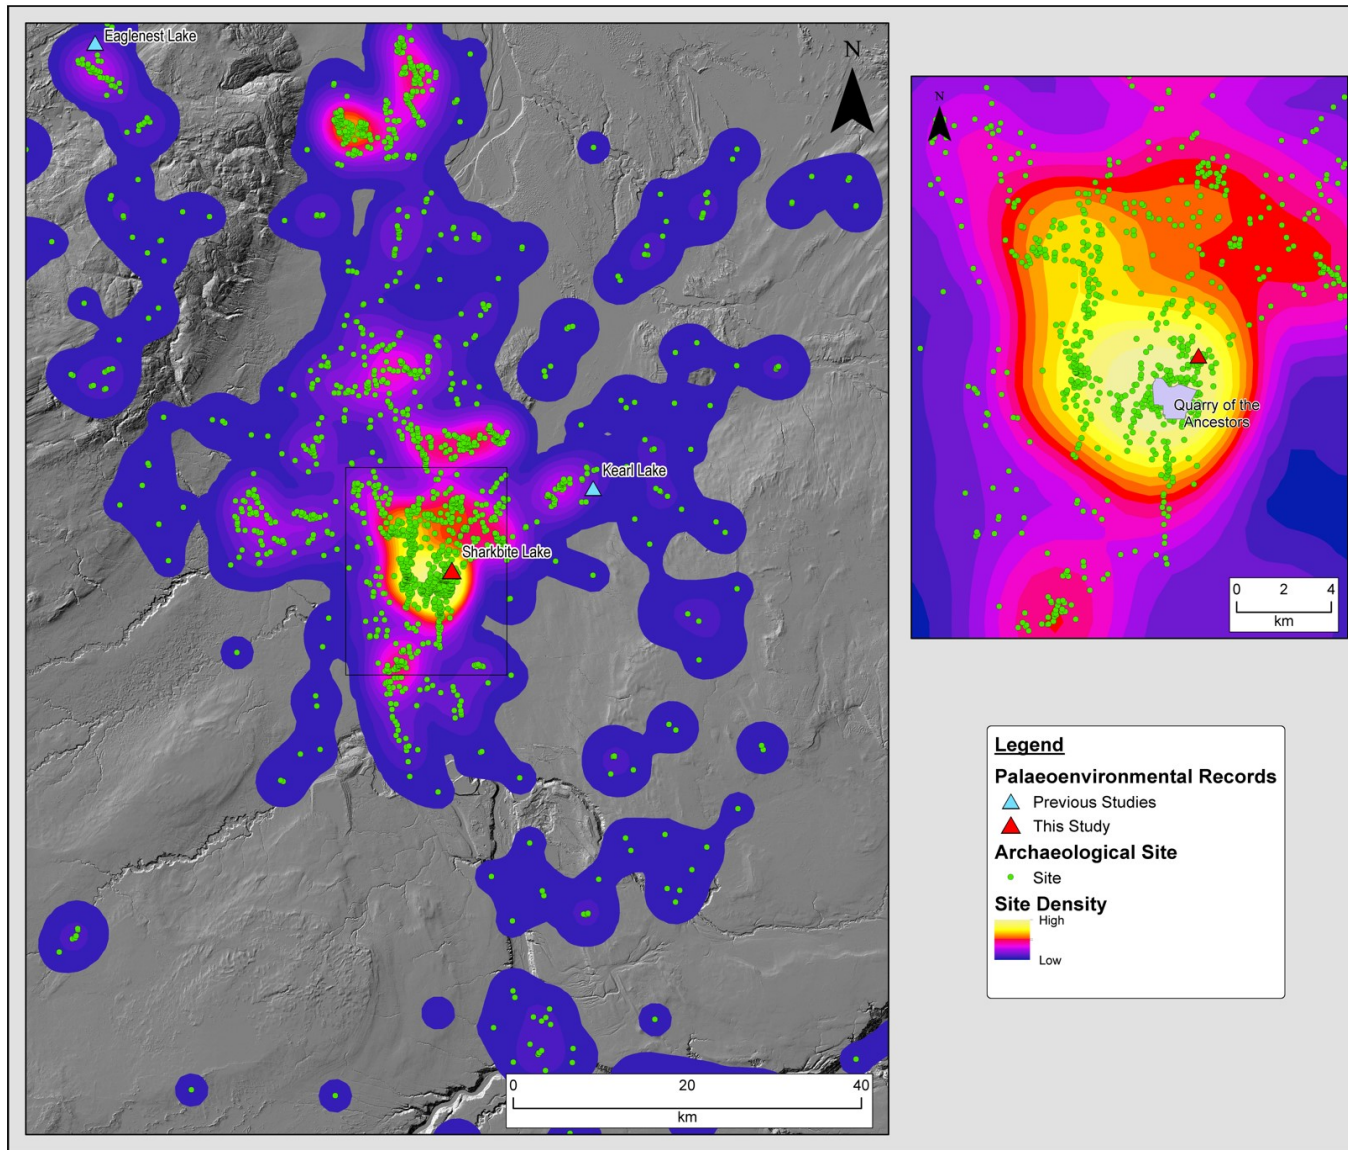 Eaglenest Lake
N
Kearl Lake
Sharkbite Lake
0 20 40
km
N
Quarry of the
Ancestors
0 2 4
km
Legend
Palaeoenvironmental Records
Previous Studies
This Study
Archaeological Site
Site
Site Density
High
Low